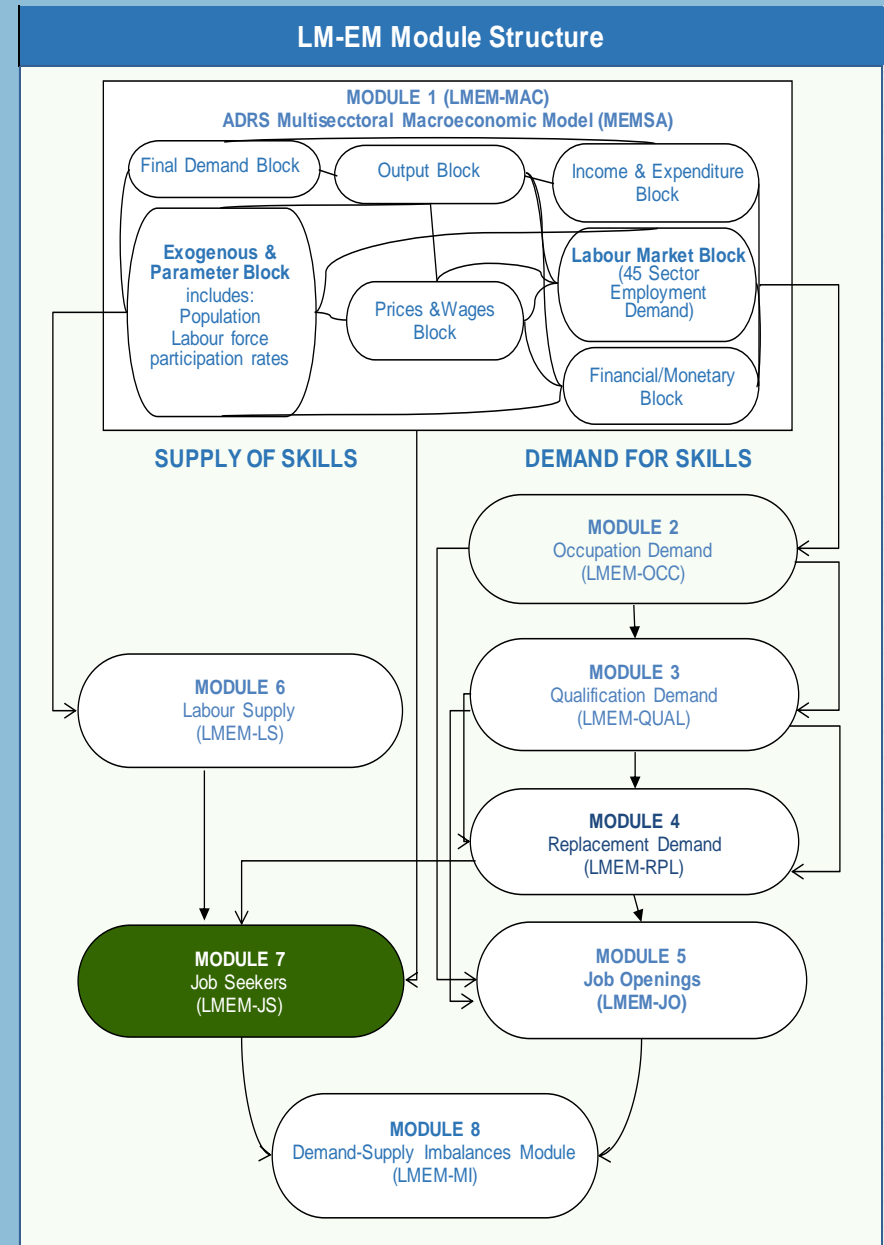 LM-EM Module Structure
MODULE 1 (LMEM-MAC)
ADRS Multisecctoral Macroeconomic Model (MEMSA)
Final Demand Block
Output Block
Income & Expenditure
Block
Exogenous &
Parameter Block
includes:
Population
Labour force
participation rates
Prices &Wages
Block
Labour Market Block
(45 Sector
Employment
Demand)
Financial/Monetary
Block
SUPPLY OF SKILLS
DEMAND FOR SKILLS
MODULE 2
Occupation Demand
(LMEM-OCC)
MODULE 6
Labour Supply
(LMEM-LS)
MODULE 3
Qualification Demand
(LMEM-QUAL)
MODULE 4
Replacement Demand
(LMEM-RPL)
MODULE 7
Job Seekers
(LMEM-JS)
MODULE 5
Job Openings
(LMEM-JO)
MODULE 8
Demand-Supply Imbalances Module
(LMEM-MI)